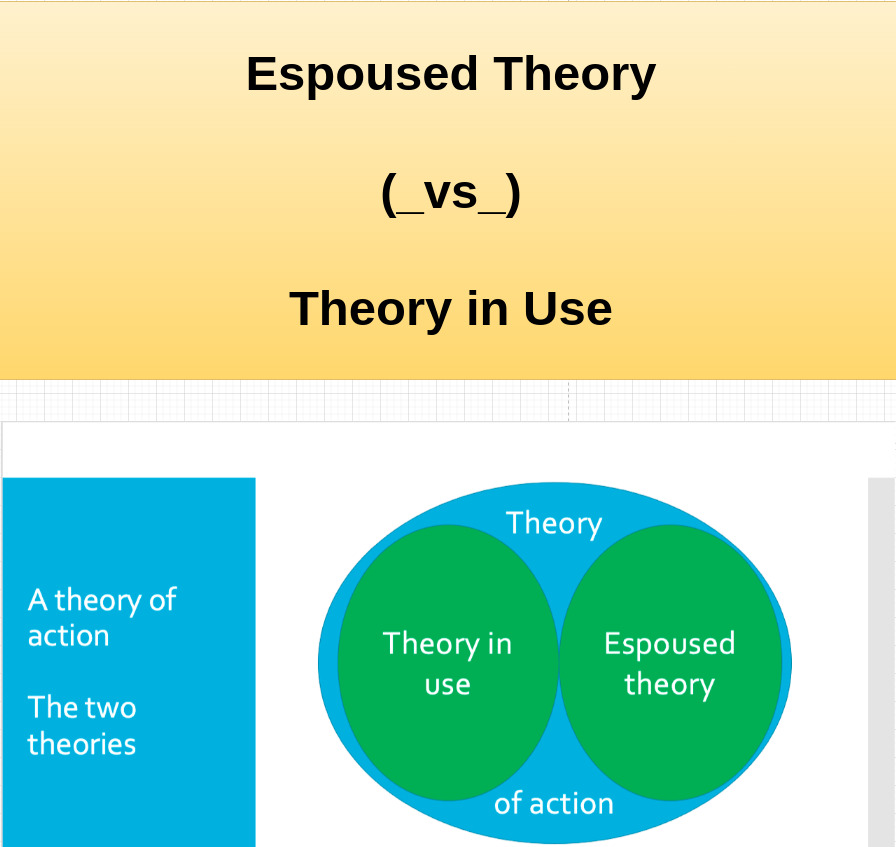 Espoused Theory
(_vs_)
Theory in Use
A theory of
action
The two
theories
Theory
Theory in
use
Espoused
theory
of action